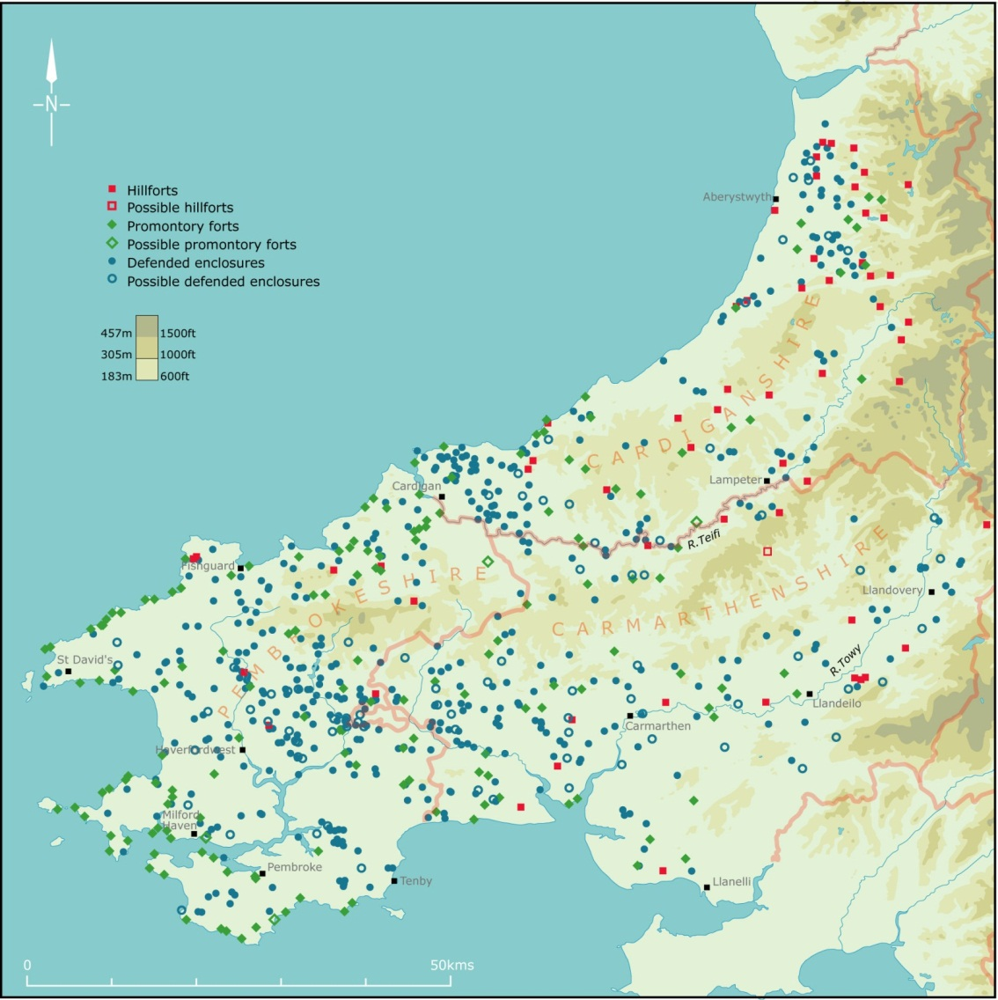 N
Hillforts
Possible hillforts
Promontory forts
Possible promontory forts
Defended enclosures
Possible defended enclosures
457m 1500ft
305m 1000ft
183m 600ft
Aberystwyth
CARDIGANSHIRE
Cardigan
Lampeter
R.Teifi
Fishguard
PEMBROKESHIRE
CARMARTHENSHIRE
Llandovery
St David's
R.Towy
Llandeilo
Carmarthen
Haverfordwest
Milford
Haven
Pembroke
Tenby
Llanelli
0 50kms